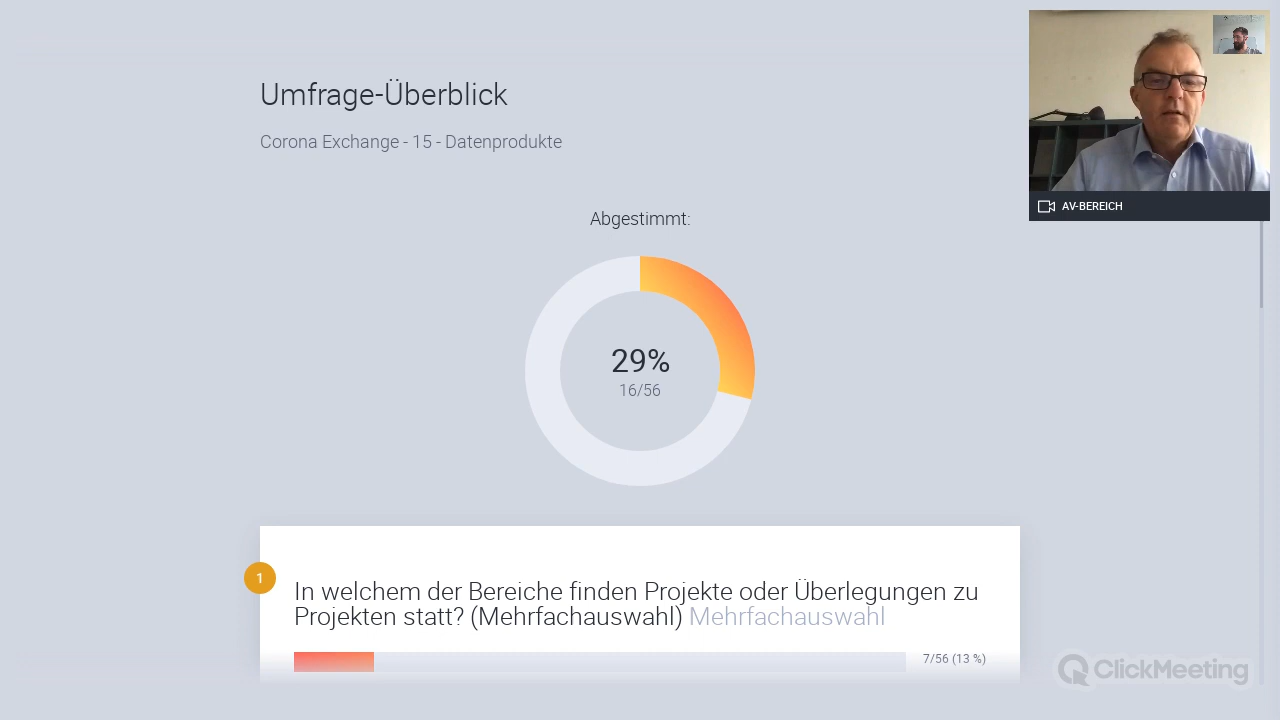 Umfrage-Überblick
Corona Exchange - 15 - Datenprodukte
AV-BEREICH
Abgestimmt:
29%
16/56
1
In welchem der Bereiche finden Projekte oder Überlegungen zu
Projekten statt? (Mehrfachauswahl) Mehrfachauswahl
7/56 (13 %)
ClickMeeting